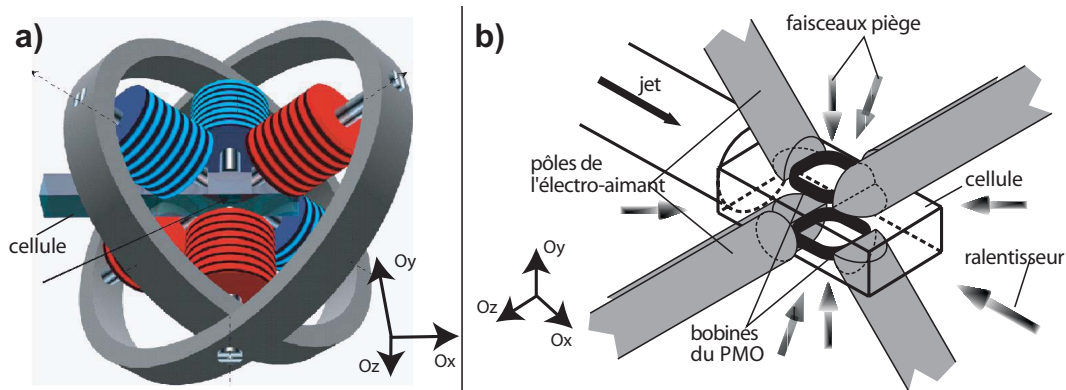 a)
cellule
Oy
Oz
Ox
b)
faisceaux piège
jet
pôles de
l'électro-aimant
cellule
Oy
Oz
Ox
ralentisseur
bobines
du PMO